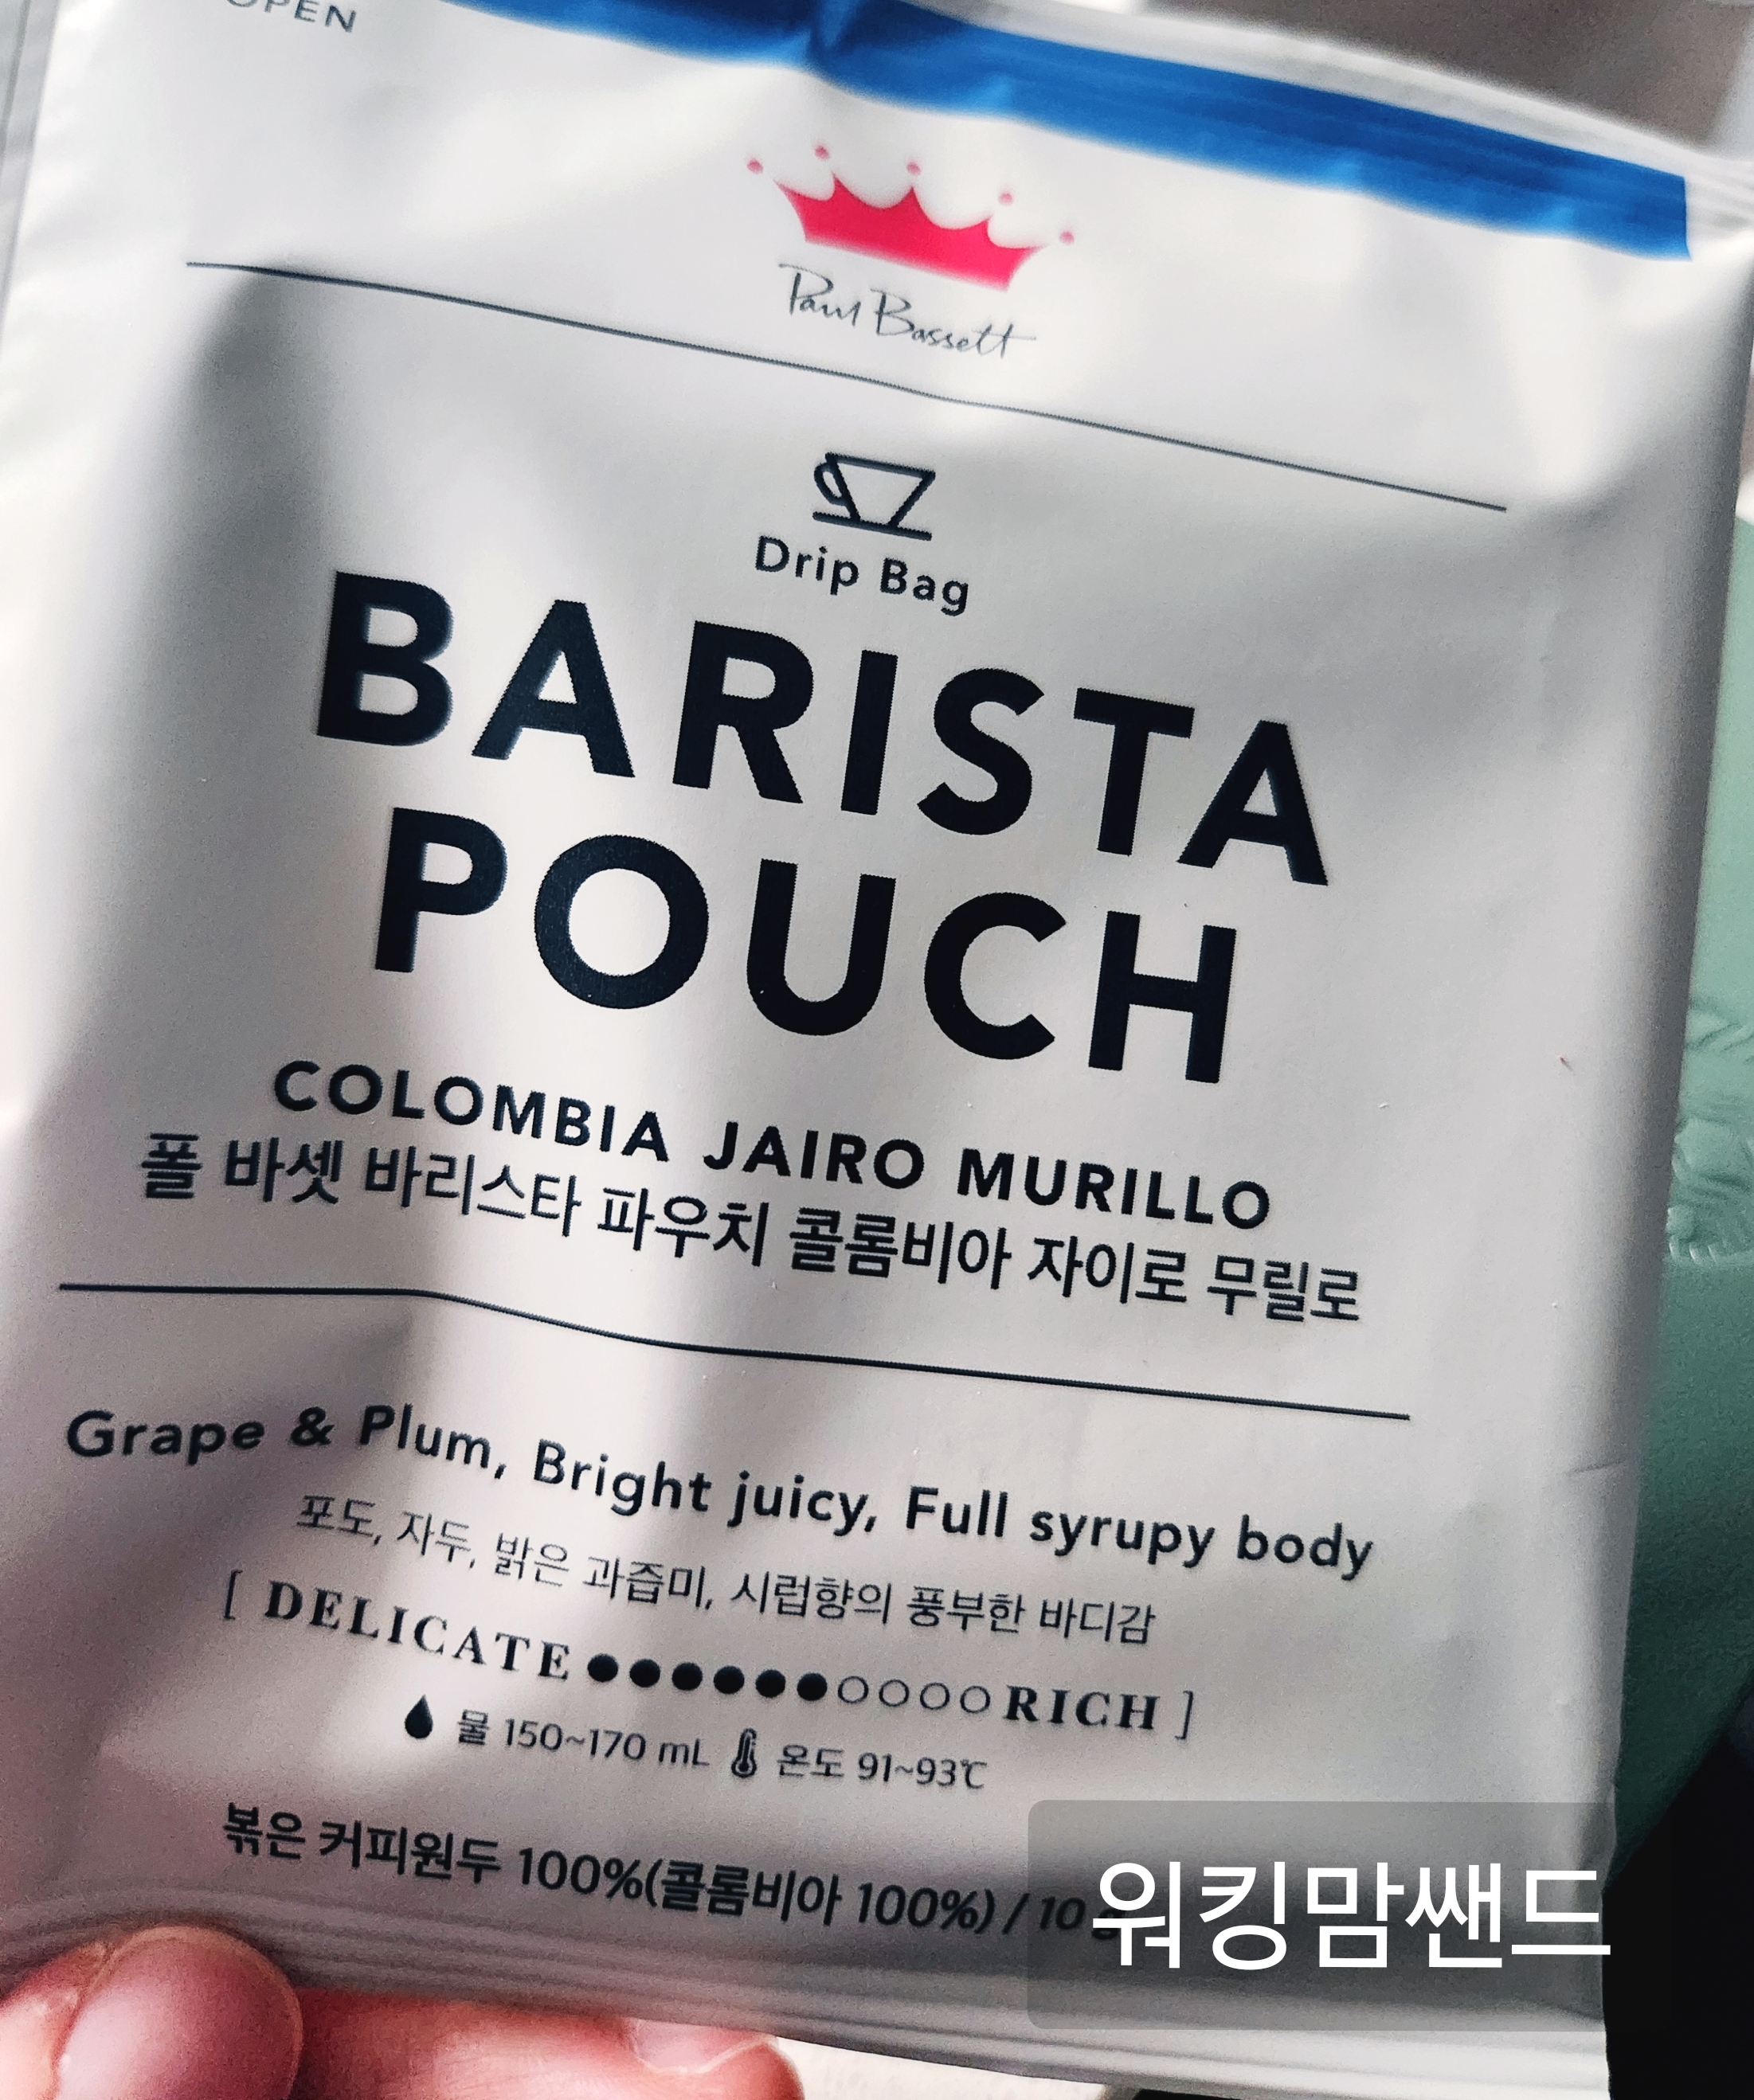 OPEN
Paul Bassett
Drip Bag
BARISTA
POUCH
COLOMBIA JAIRO MURILLO
폴 바셋 바리스타 파우치 콜롬비아 자이로 무릴로
Grape & Plum, Bright juicy, Full syrupy body
포도, 자두, 밝은 과즙미, 시럽향의 풍부한 바디감
[ DELICATE ●●●●●●○○○○ RICH ]
물 150~170 mL 온도 91~93℃
볶은 커피원두 100%(콜롬비아 100%) / 10 g
워킹맘쌘드